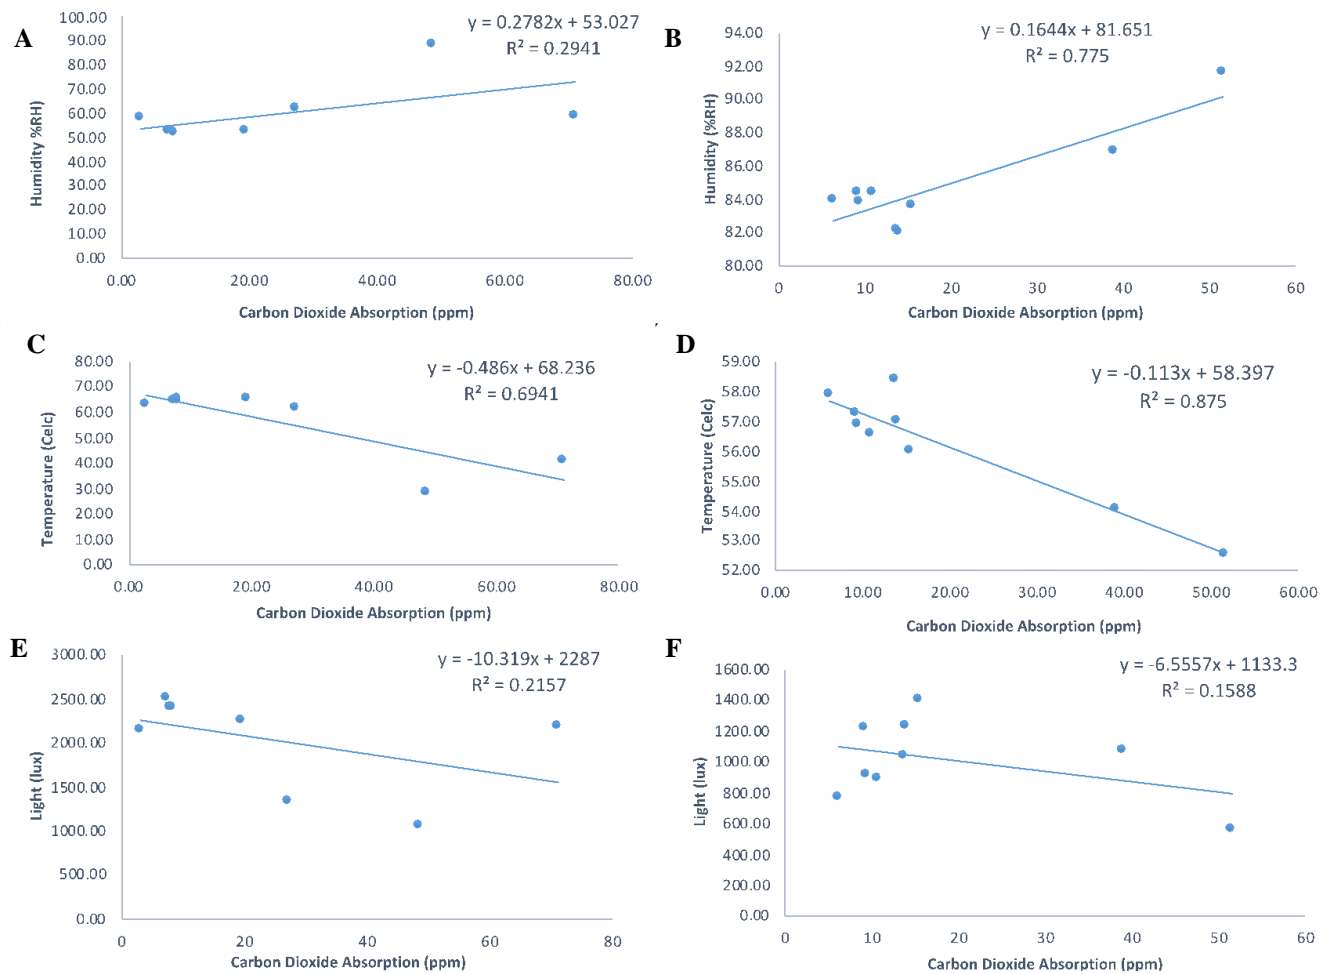 A
y = 0.2782x + 53.027
R² = 0.2941
100.00
90.00
80.00
70.00
60.00
50.00
40.00
30.00
20.00
10.00
0.00
Humidity %RH)
0.00 20.00 40.00 60.00 80.00
Carbon Dioxide Absorption (ppm)
B
y = 0.1644x + 81.651
R² = 0.775
94.00
92.00
90.00
88.00
86.00
84.00
82.00
80.00
Humidity (%RH)
0 10 20 30 40 50 60
Carbon Dioxide Absorption (ppm)
C
y = -0.486x + 68.236
R² = 0.6941
80.00
70.00
60.00
50.00
40.00
30.00
20.00
10.00
0.00
Temperature (Celc)
0.00 20.00 40.00 60.00 80.00
Carbon Dioxide Absorption (ppm)
D
y = -0.113x + 58.397
R² = 0.875
59.00
58.00
57.00
56.00
55.00
54.00
53.00
52.00
Temperature (Celc)
0.00 10.00 20.00 30.00 40.00 50.00 60.00
Carbon Dioxide Absorption (ppm)
E
y = -10.319x + 2287
R² = 0.2157
3000.00
2500.00
2000.00
1500.00
1000.00
500.00
0.00
Light (lux)
0 20 40 60 80
Carbon Dioxide Absorption (ppm)
F
y = -6.5557x + 1133.3
R² = 0.1588
1600.00
1400.00
1200.00
1000.00
800.00
600.00
400.00
200.00
0.00
Light (lux)
0 10 20 30 40 50 60
Carbon Dioxide Absorption (ppm)